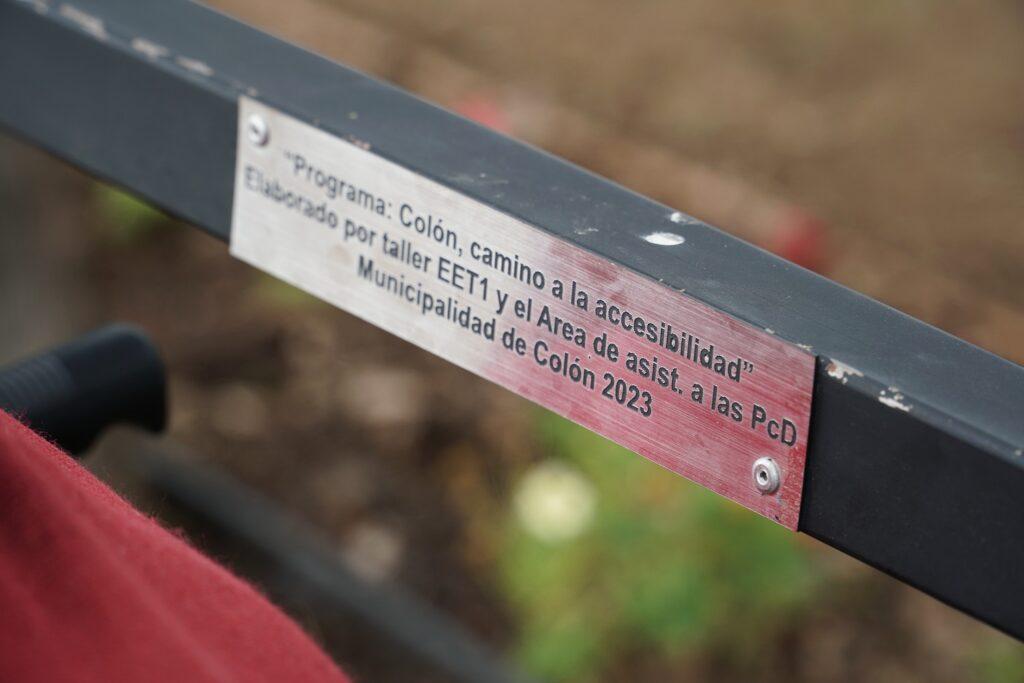 “Programa: Colón, camino a la accesibilidad”
Elaborado por taller EET1 y el Area de asist. a las PcD
Municipalidad de Colón 2023